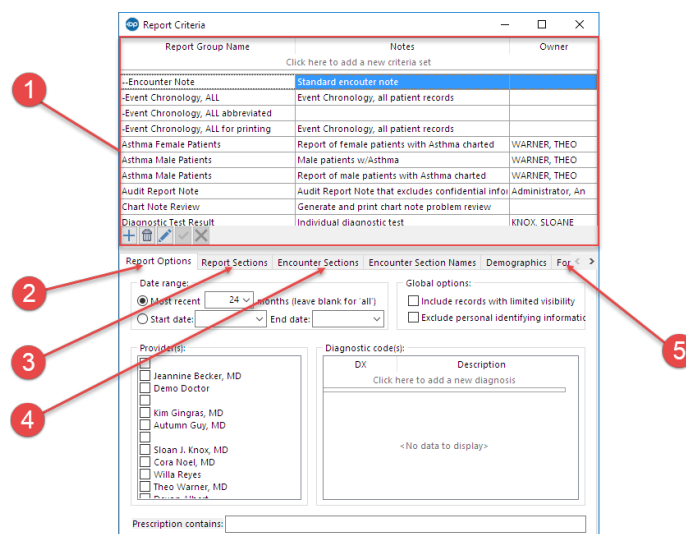 Report Criteria
Report Group Name Notes Owner
Click here to add a new criteria set
--Encounter Note Standard encouter note
-Event Chronology, ALL Event Chronology, all patient records
-Event Chronology, ALL abbreviated
-Event Chronology, ALL for printing Event Chronology, all patient records
Asthma Female Patients Report of female patients with Asthma charted WARNER, THEO
Asthma Male Patients Male patients w/Asthma WARNER, THEO
Asthma Male Patients Report of male patients with Asthma charted WARNER, THEO
Audit Report Note Audit Report Note that excludes confidential infor Administrator, An
Chart Note Review Generate and print chart note problem review
Diagnostic Test Result Individual diagnostic test KNOX, SLOANE
1
Report Options Report Sections Encounter Sections Encounter Section Names Demographics For
2
Date range: Global options:
Most recent 24 months (leave blank for 'all') Include records with limited visibility
Start date: End date: Exclude personal identifying informatic
3
4
5
Provider(s): Diagnostic code(s):
DX Description
Jeannine Becker, MD Click here to add a new diagnosis
Demo Doctor
Kim Gingras, MD
Autumn Guy, MD
Sloan J. Knox, MD <No data to display>
Cora Noel, MD
Willa Reyes
Theo Warner, MD
Prescription contains: